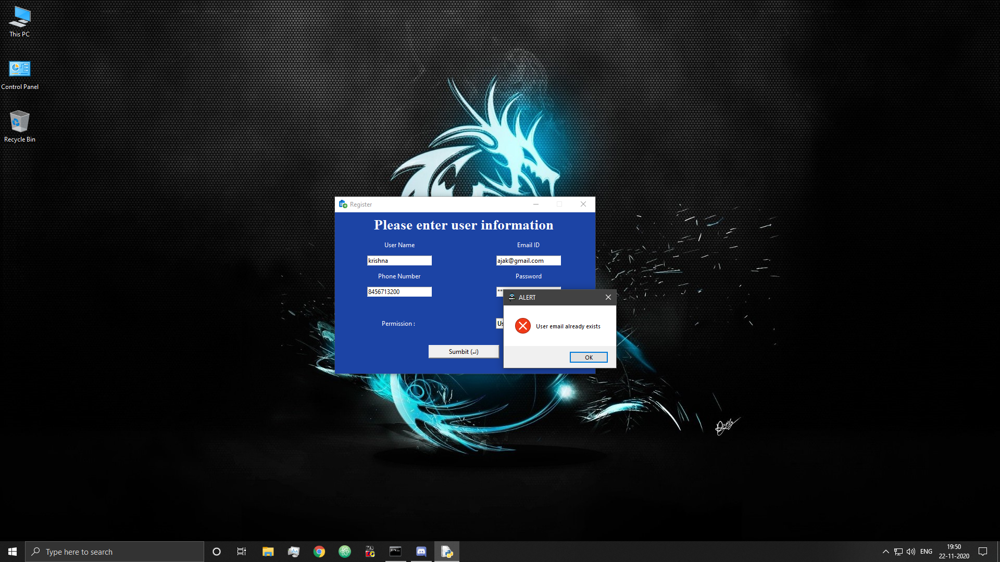 This PC
Control Panel
Recycle Bin
Register
Please enter user information
User Name
Email ID
krishna
ajak@gmail.com
Phone Number
Password
8456713200
**
ALERT
User email already exists
Permission :
Us
Sumbit (↵)
OK
Type here to search
ENG
19:50
22-11-2020